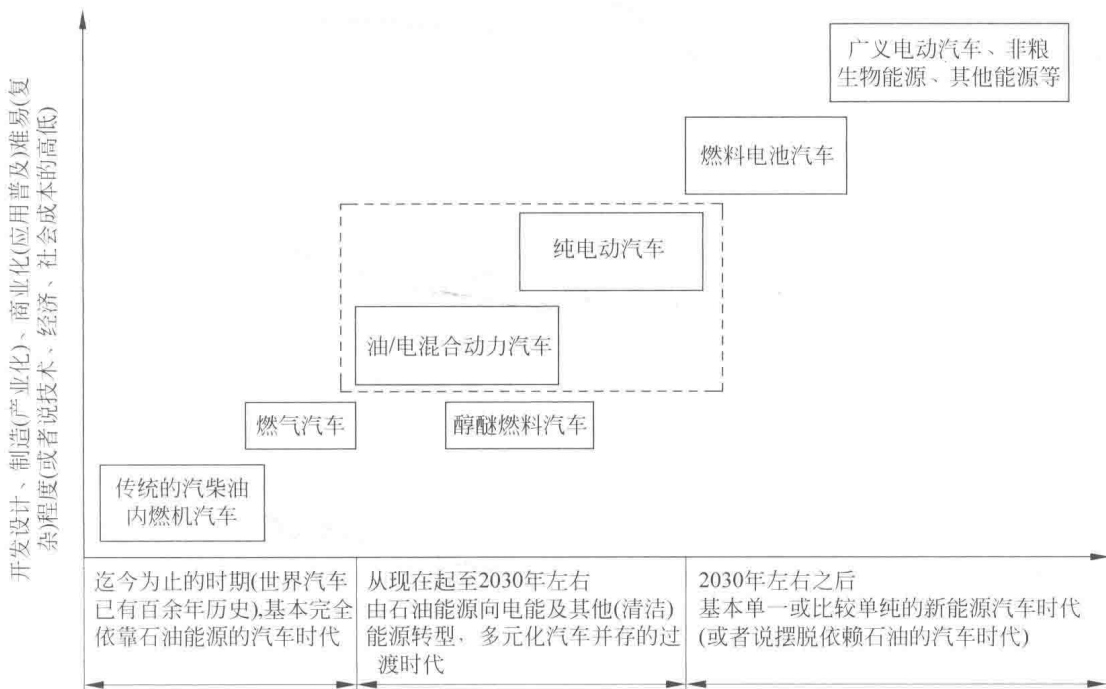 广义电动汽车、非粮
生物能源、其他能源等
燃料电池汽车
纯电动汽车
油/电混合动力汽车
燃气汽车
醇醚燃料汽车
传统的汽柴油
内燃机汽车
开发设计、制造(产业化)、商业化(应用普及)难易(复
杂)程度(或者说技术、经济、社会成本的高低)
迄今为止的时期(世界汽车
已有百余年历史),基本完全
依靠石油能源的汽车时代
从现在起至2030年左右
由石油能源向电能及其他(清洁)
能源转型,多元化汽车并存的过
渡时代
2030年左右之后
基本单一或比较单纯的新能源汽车时代
(或者说摆脱依赖石油的汽车时代)